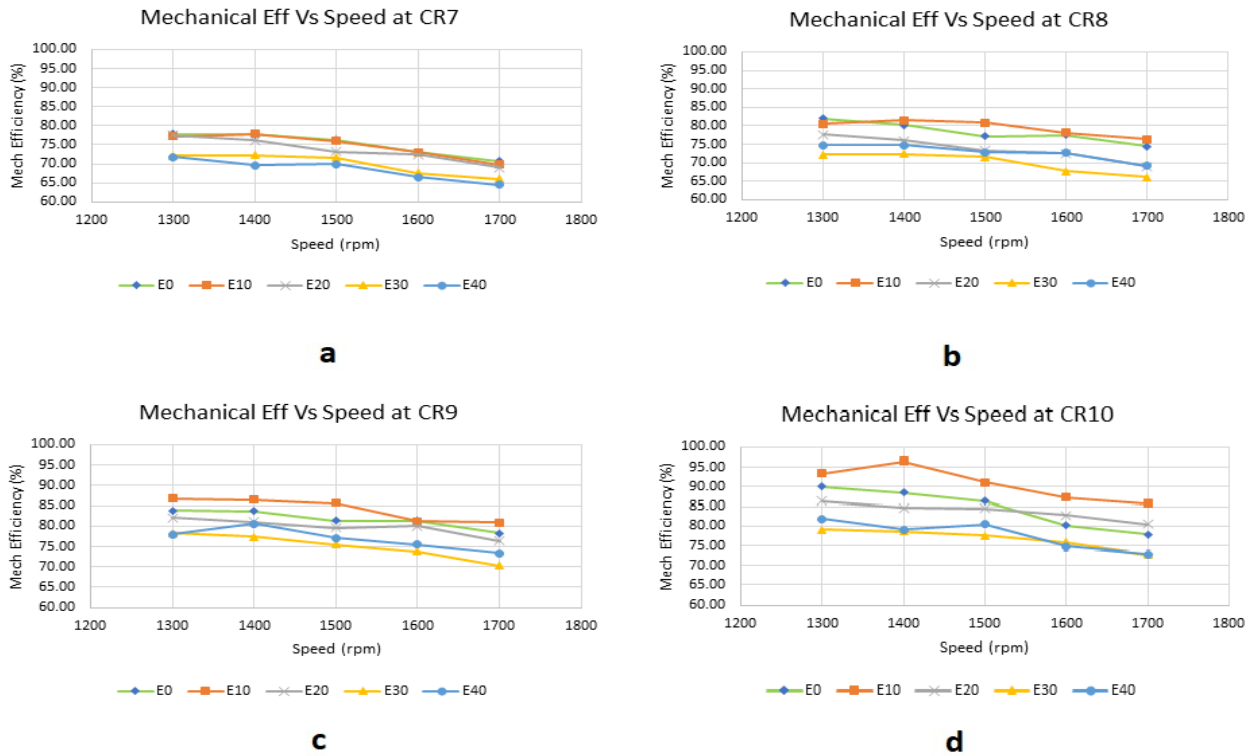 Mechanical Eff Vs Speed at CR7
100.00
95.00
90.00
85.00
80.00
75.00
70.00
65.00
60.00
Mech Efficiency (%)
1200 1300 1400 1500 1600 1700 1800
Speed (rpm)
E0 E10 E20 E30 E40
a
Mechanical Eff Vs Speed at CR8
100.00
95.00
90.00
85.00
80.00
75.00
70.00
65.00
60.00
Mech Efficiency (%)
1200 1300 1400 1500 1600 1700 1800
Speed (rpm)
E0 E10 E20 E30 E40
b
Mechanical Eff Vs Speed at CR9
100.00
95.00
90.00
85.00
80.00
75.00
70.00
65.00
60.00
Mech Efficiency (%)
1200 1300 1400 1500 1600 1700 1800
Speed (rpm)
E0 E10 E20 E30 E40
c
Mechanical Eff Vs Speed at CR10
100.00
95.00
90.00
85.00
80.00
75.00
70.00
65.00
60.00
Mech Efficiency (%)
1200 1300 1400 1500 1600 1700 1800
Speed (rpm)
E0 E10 E20 E30 E40
d